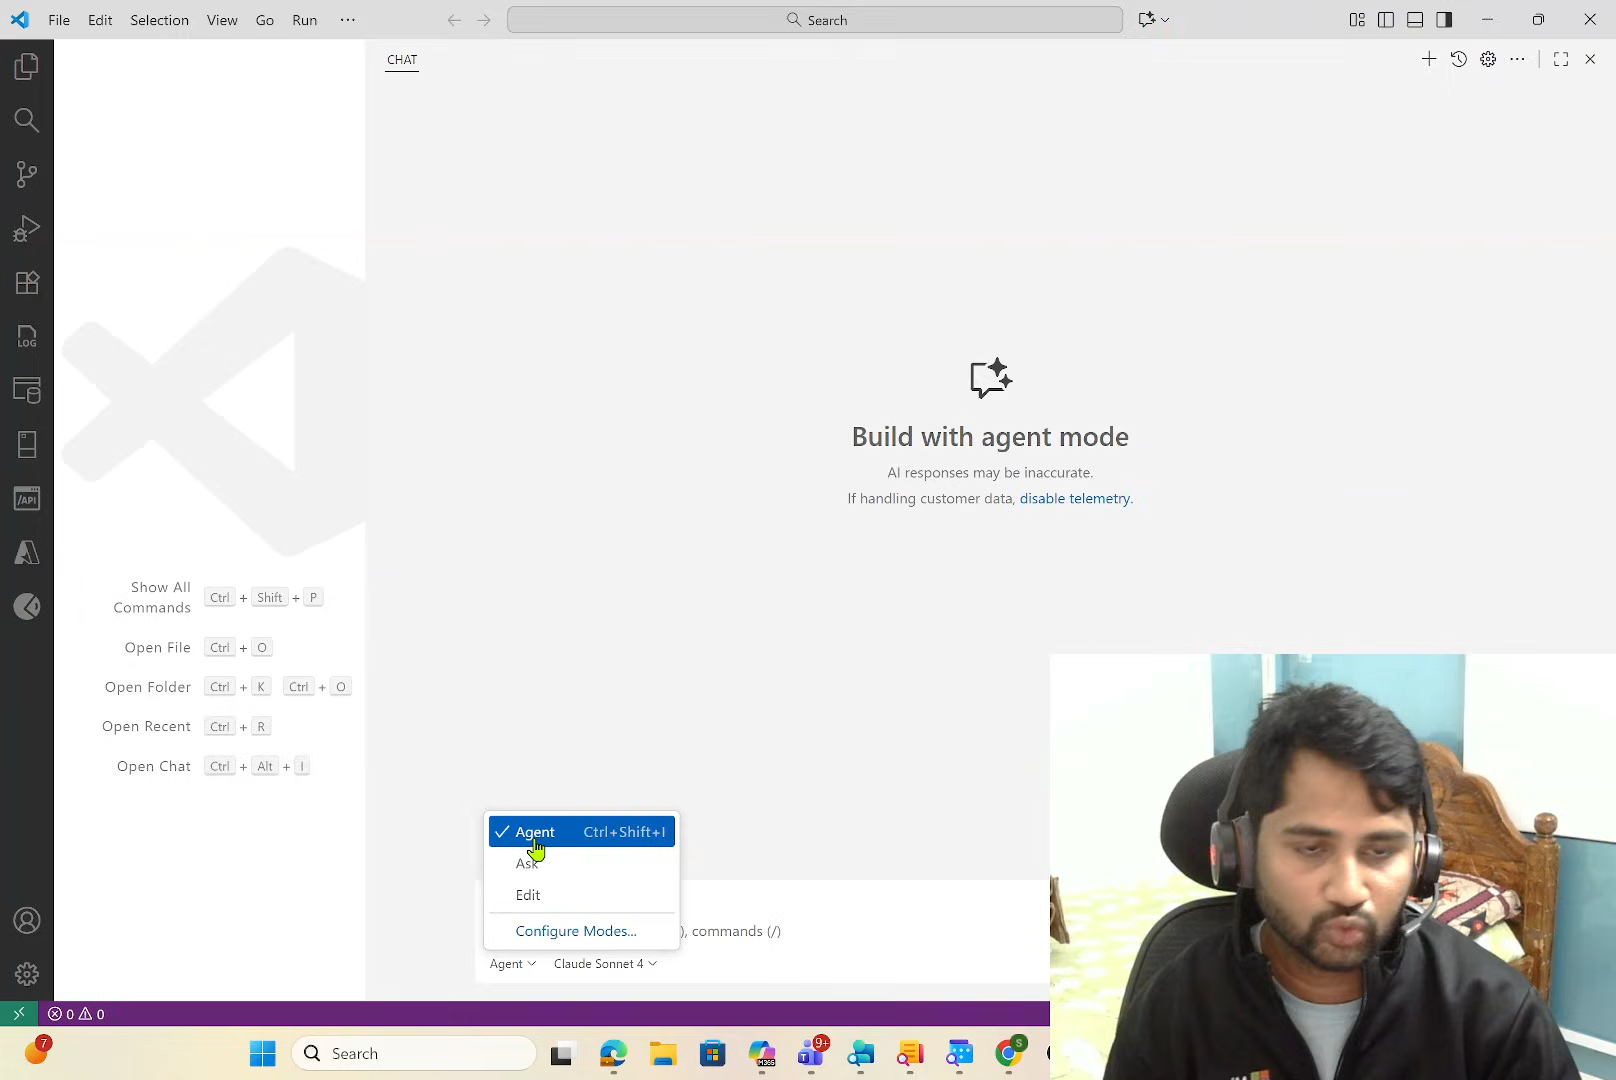 File Edit Selection View Go Run ···
Search
CHAT
LOG
/API
Build with agent mode
AI responses may be inaccurate.
If handling customer data, disable telemetry.
Show All Commands Ctrl + Shift + P
Open File Ctrl + O
Open Folder Ctrl + K Ctrl + O
Open Recent Ctrl + R
Open Chat Ctrl + Alt + I
Agent Ctrl+Shift+I
Ask
Edit
Configure Modes...
), commands (/)
Agent Claude Sonnet 4
0 0
7
Search
M365
9+
S